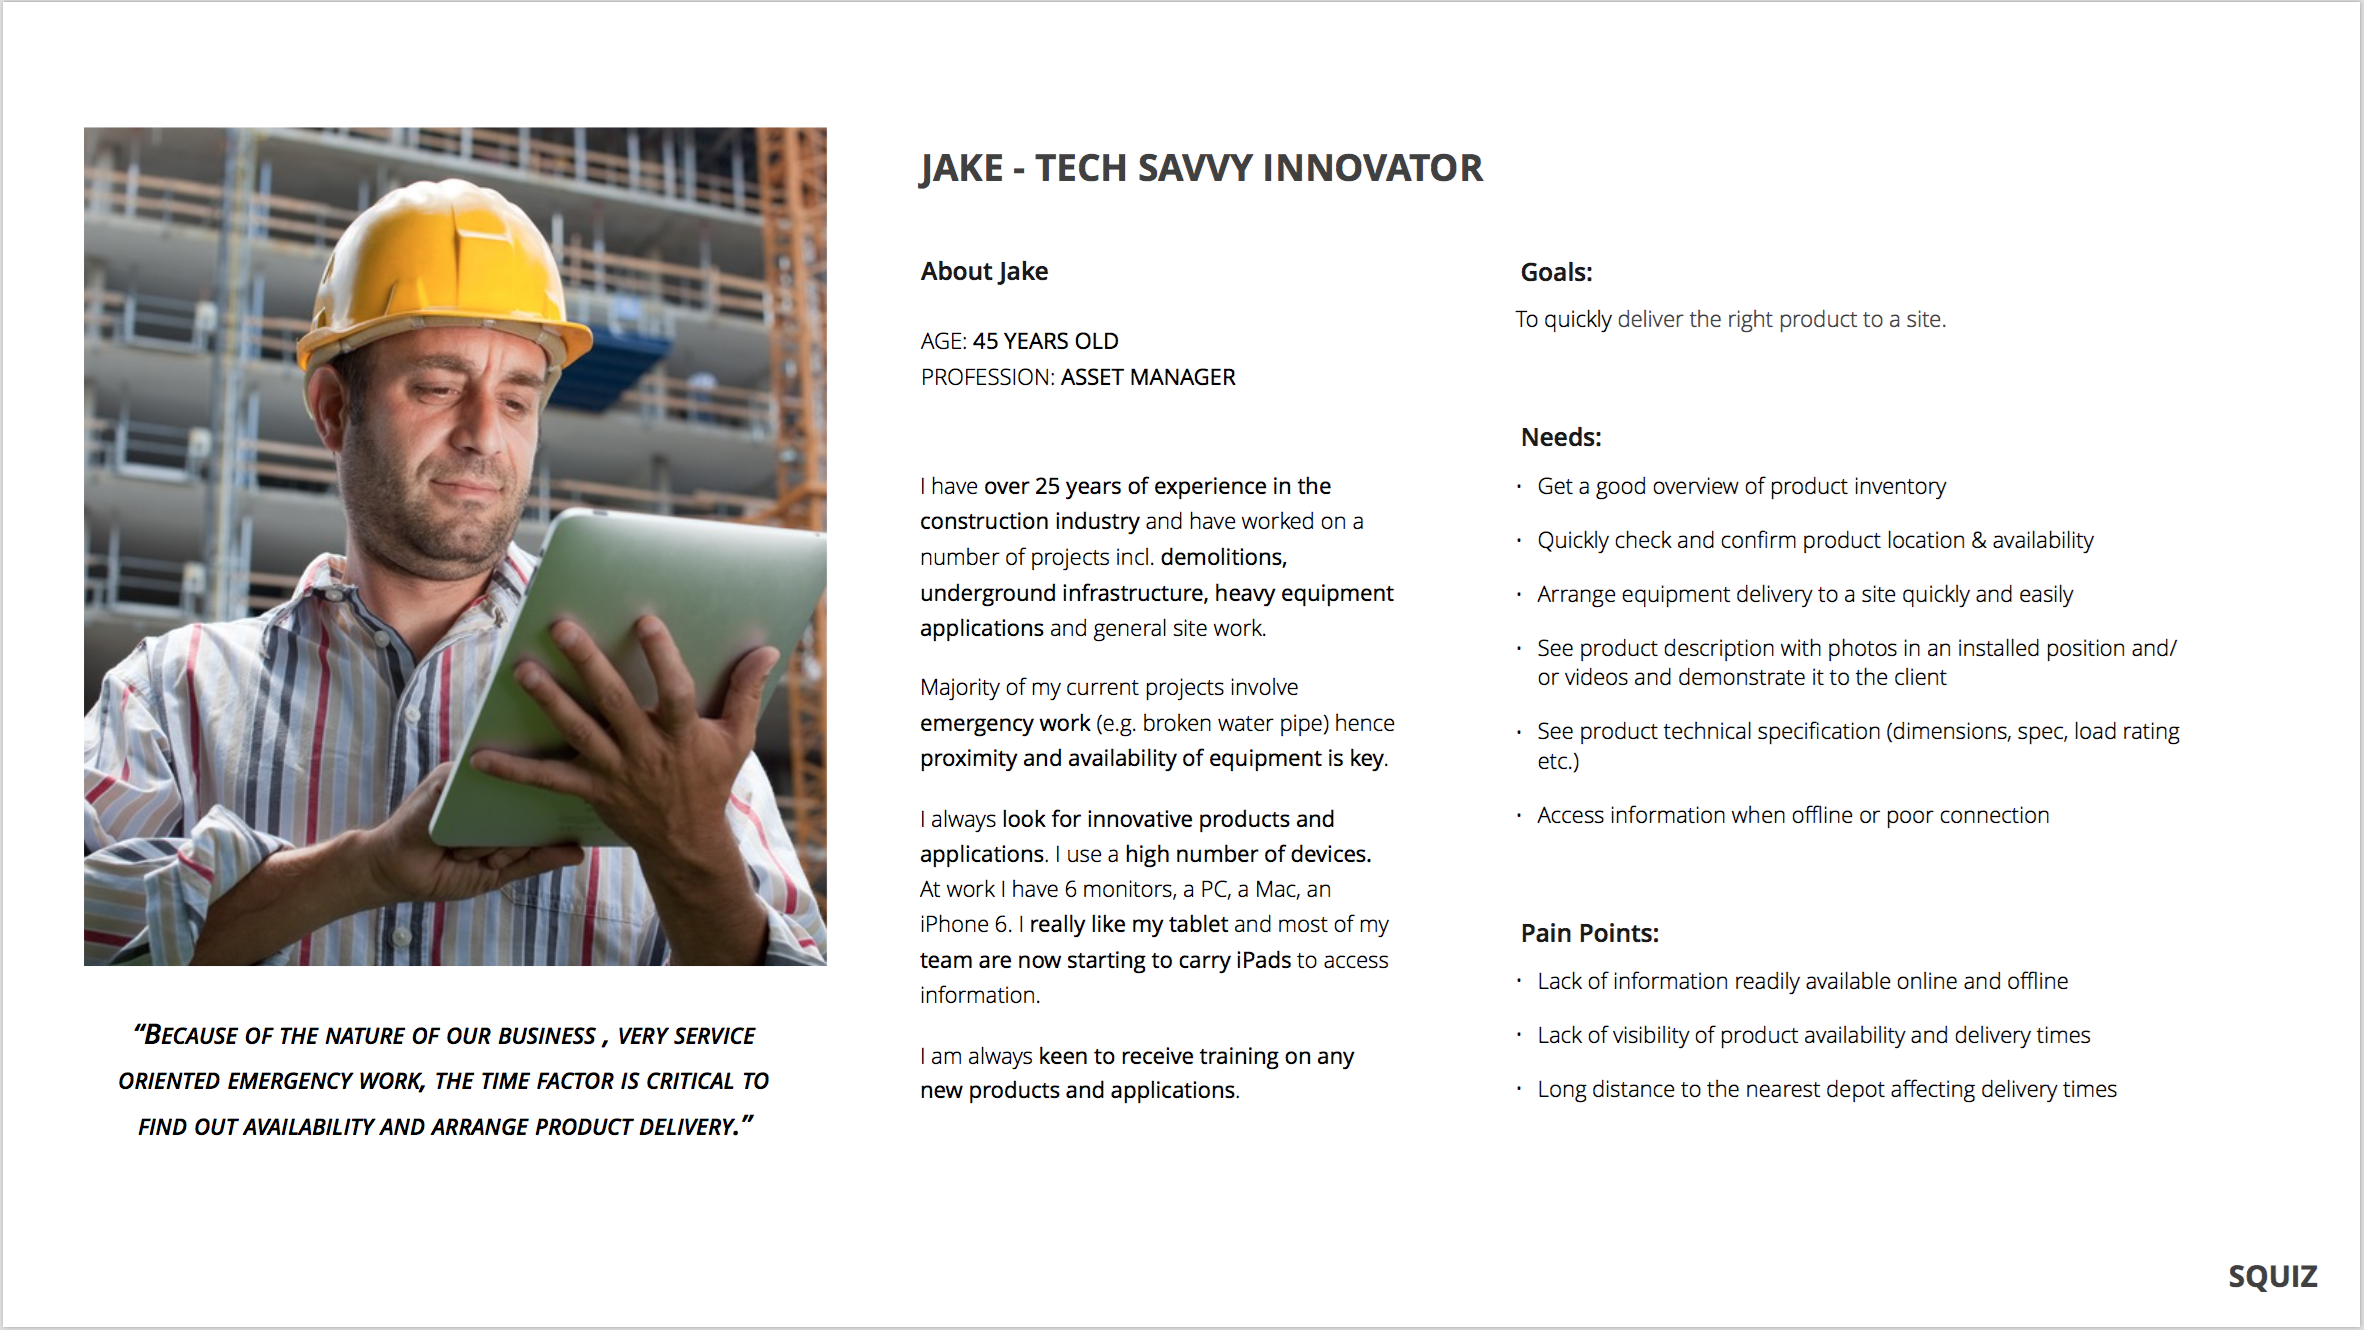 JAKE - TECH SAVVY INNOVATOR
About Jake
AGE: 45 YEARS OLD
PROFESSION: ASSET MANAGER
I have over 25 years of experience in the
construction industry and have worked on a
number of projects incl. demolitions,
underground infrastructure, heavy equipment
applications and general site work.
Majority of my current projects involve
emergency work (e.g. broken water pipe) hence
proximity and availability of equipment is key.
I always look for innovative products and
applications. I use a high number of devices.
At work I have 6 monitors, a PC, a Mac, an
iPhone 6. I really like my tablet and most of my
team are now starting to carry iPads to access
information.
I am always keen to receive training on any
new products and applications.
Goals:
To quickly deliver the right product to a site.
Needs:
· Get a good overview of product inventory
· Quickly check and confirm product location & availability
· Arrange equipment delivery to a site quickly and easily
· See product description with photos in an installed position and/
or videos and demonstrate it to the client
· See product technical specification (dimensions, spec, load rating
etc.)
· Access information when offline or poor connection
Pain Points:
· Lack of information readily available online and offline
· Lack of visibility of product availability and delivery times
· Long distance to the nearest depot affecting delivery times
“BECAUSE OF THE NATURE OF OUR BUSINESS , VERY SERVICE
ORIENTED EMERGENCY WORK, THE TIME FACTOR IS CRITICAL TO
FIND OUT AVAILABILITY AND ARRANGE PRODUCT DELIVERY.”
SQUIZ